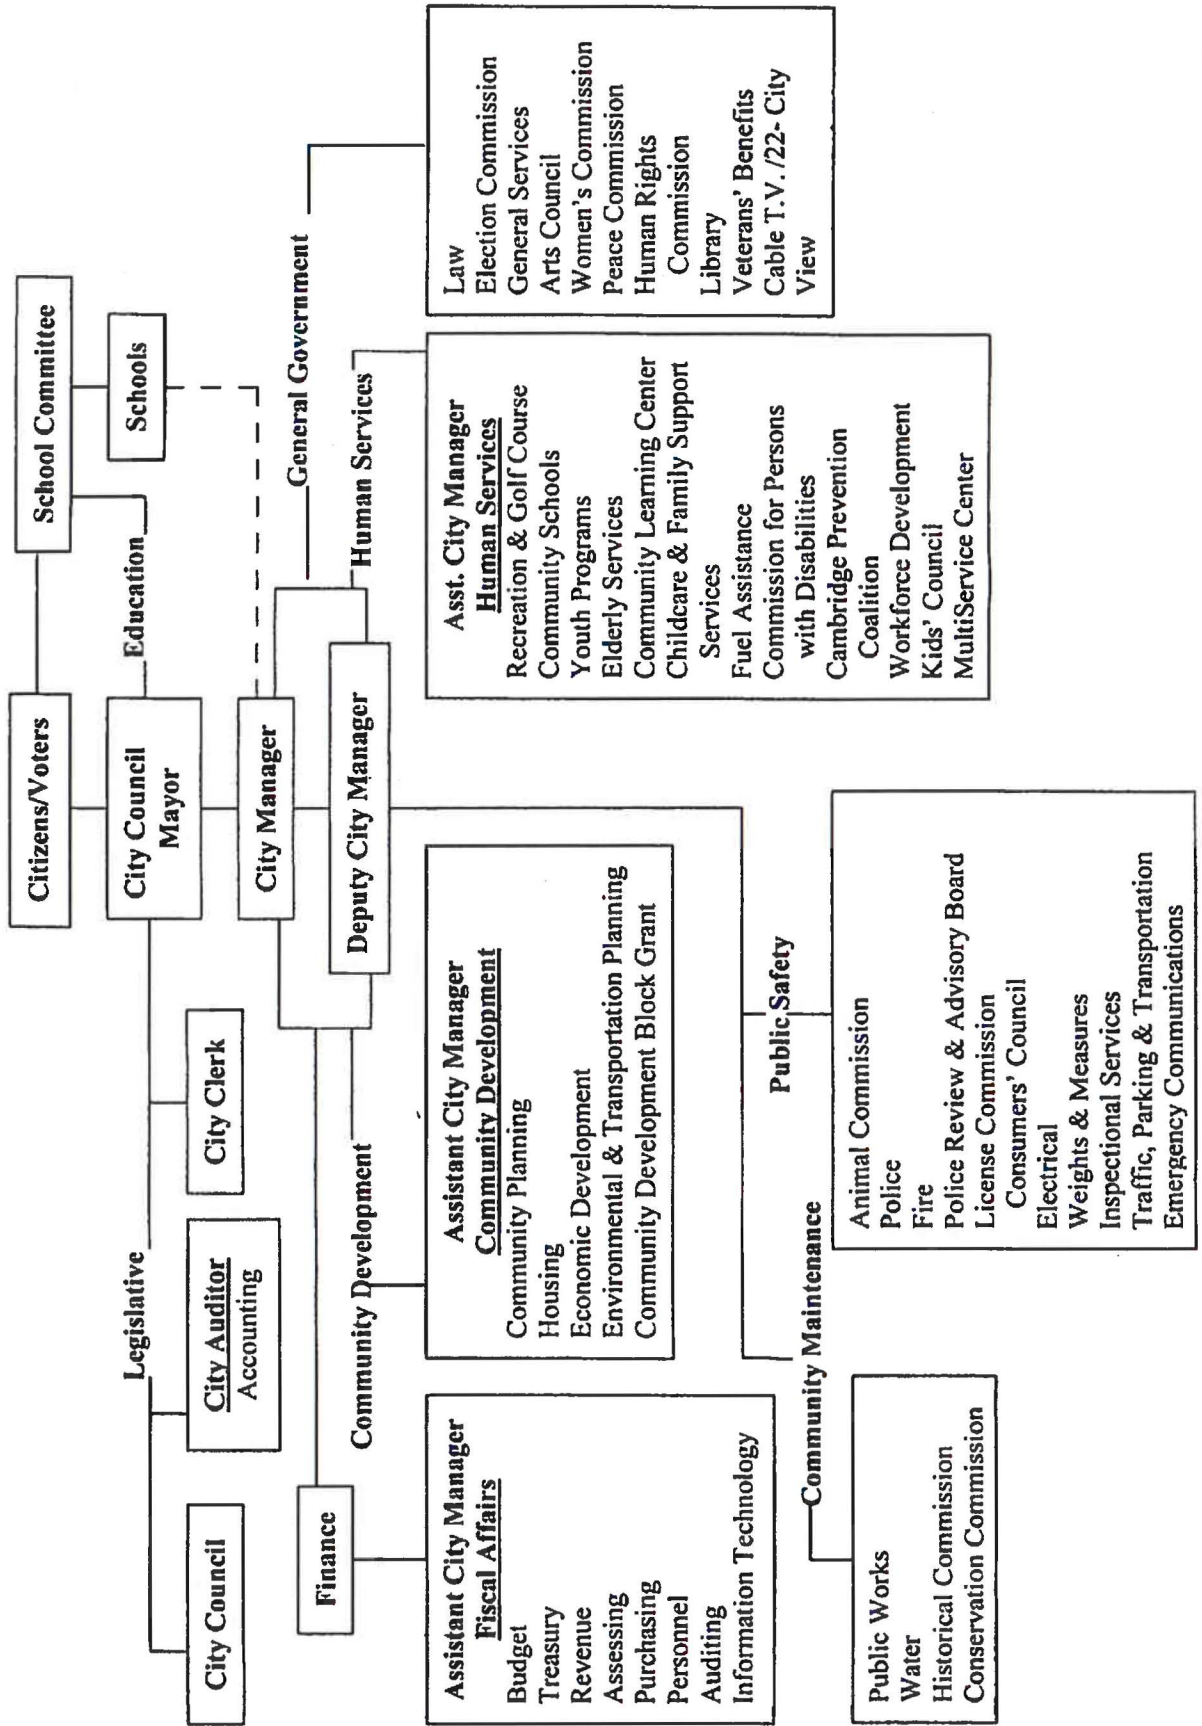 Citizens/Voters
School Committee
City Council
Mayor
Education
Schools
Legislative
City Council
City Auditor
Accounting
City Clerk
City Manager
Deputy City Manager
General Government
Human Services
Finance
Community Development
Assistant City Manager
Fiscal Affairs
Budget
Treasury
Revenue
Assessing
Purchasing
Personnel
Auditing
Information Technology
Assistant City Manager
Community Development
Community Planning
Housing
Economic Development
Environmental & Transportation Planning
Community Development Block Grant
Asst. City Manager
Human Services
Recreation & Golf Course
Community Schools
Youth Programs
Elderly Services
Community Learning Center
Childcare & Family Support
Services
Fuel Assistance
Commission for Persons
with Disabilities
Cambridge Prevention
Coalition
Workforce Development
Kids' Council
MultiService Center
Law
Election Commission
General Services
Arts Council
Women's Commission
Peace Commission
Human Rights
Commission
Library
Veterans' Benefits
Cable T.V. /22- City
View
Community Maintenance
Public Works
Water
Historical Commission
Conservation Commission
Public Safety
Animal Commission
Police
Fire
Police Review & Advisory Board
License Commission
Consumers' Council
Electrical
Weights & Measures
Inspectional Services
Traffic, Parking & Transportation
Emergency Communications